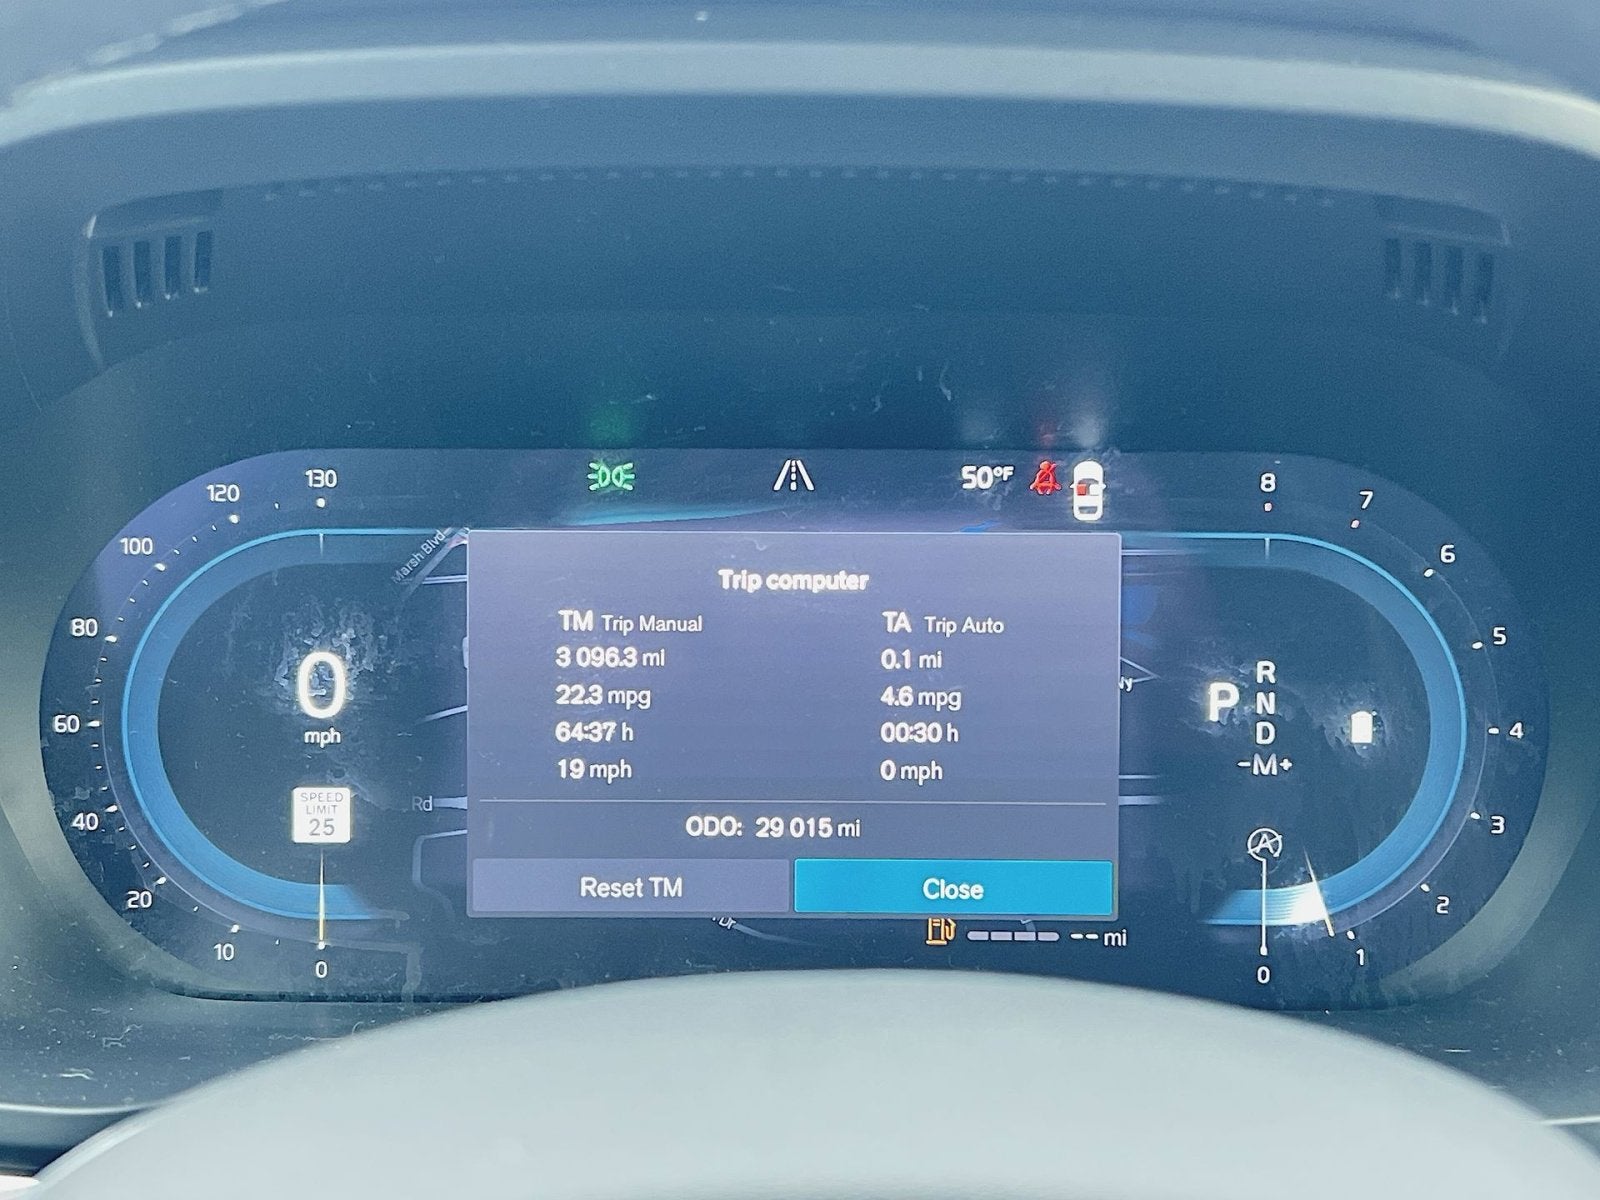 130
120
100
80
60
40
20
10
0
Marsh Blvd
50°F
8
7
6
5
4
3
2
1
0
0
mph
SPEED
LIMIT
25
Rd
Trip computer
TM Trip Manual
3 096.3 mi
22.3 mpg
64:37 h
19 mph
TA Trip Auto
0.1 mi
4.6 mpg
00:30 h
0 mph
ODO: 29 015 mi
Reset TM
Close
Dr
-- mi
P
R
N
D
-M+
A